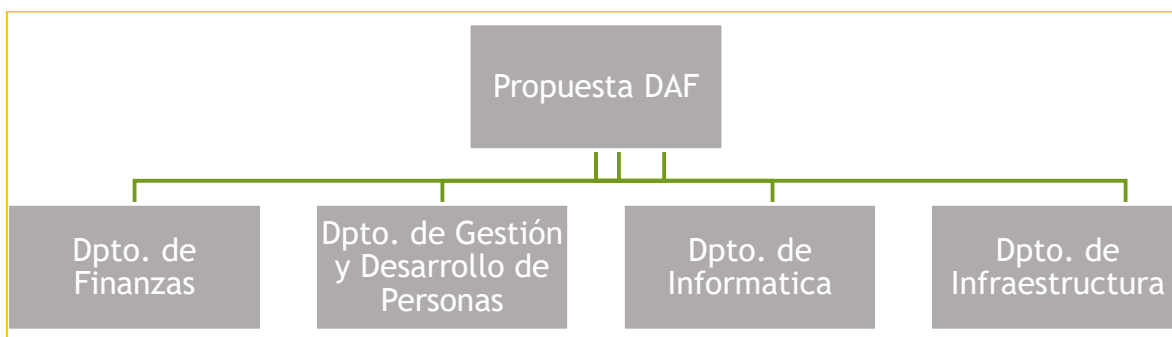 Propuesta DAF
Dpto. de
Finanzas
Dpto. de Gestión
y Desarrollo de
Personas
Dpto. de
Informatica
Dpto. de
Infraestructura